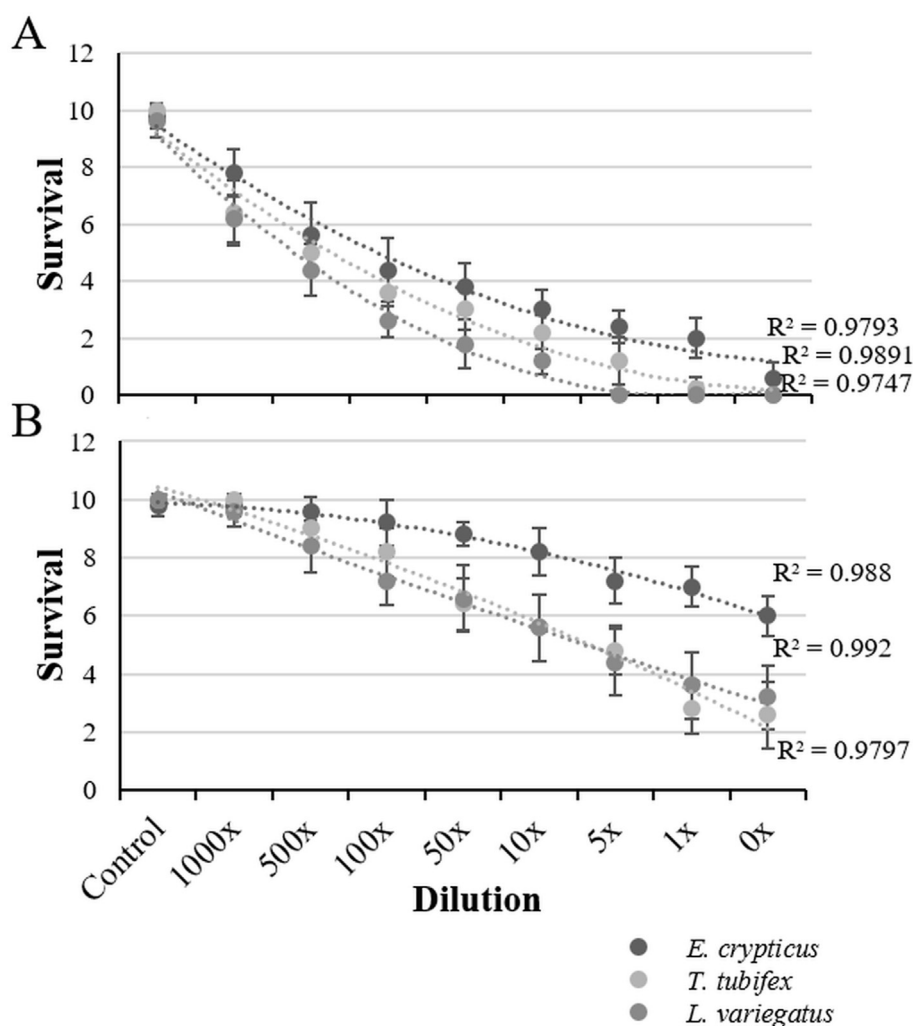 A
12
10
8
6
4
2
0
Survival
R² = 0.9793
R² = 0.9891
R² = 0.9747
B
12
10
8
6
4
2
0
Survival
R² = 0.988
R² = 0.992
R² = 0.9797
Control 1000x 500x 100x 50x 10x 5x 1x 0x
Dilution
E. crypticus
T. tubifex
L. variegatus